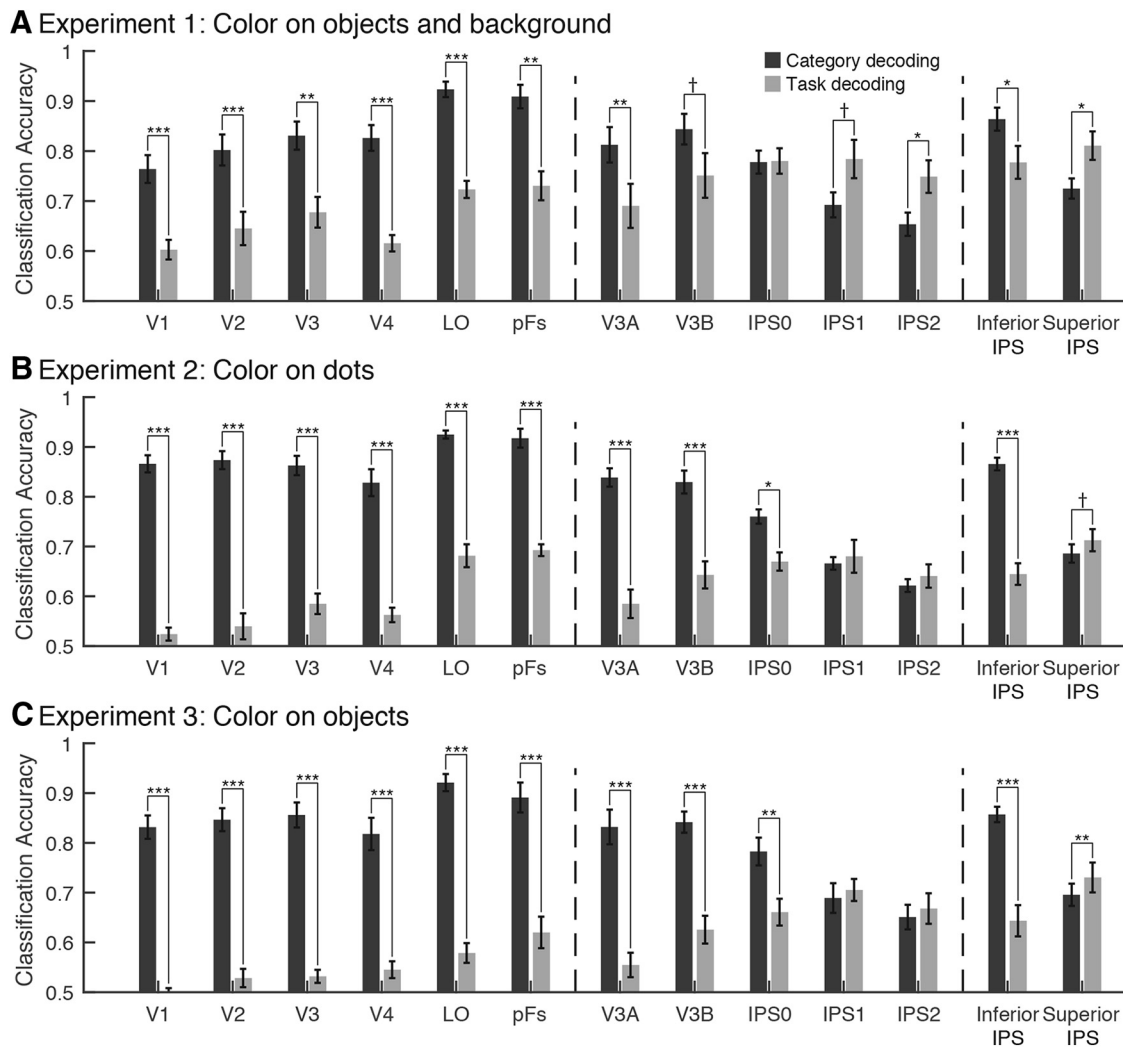 A Experiment 1: Color on objects and background
Classification Accuracy
1
0.9
0.8
0.7
0.6
0.5
Category decoding
Task decoding
*** *** ** *** *** ** ** † † * * *
V1 V2 V3 V4 LO pFs V3A V3B IPS0 IPS1 IPS2 Inferior Superior
IPS IPS
B Experiment 2: Color on dots
Classification Accuracy
1
0.9
0.8
0.7
0.6
0.5
*** *** *** *** *** *** *** *** * *** †
V1 V2 V3 V4 LO pFs V3A V3B IPS0 IPS1 IPS2 Inferior Superior
IPS IPS
C Experiment 3: Color on objects
Classification Accuracy
1
0.9
0.8
0.7
0.6
0.5
*** *** *** *** *** *** *** *** ** *** **
V1 V2 V3 V4 LO pFs V3A V3B IPS0 IPS1 IPS2 Inferior Superior
IPS IPS